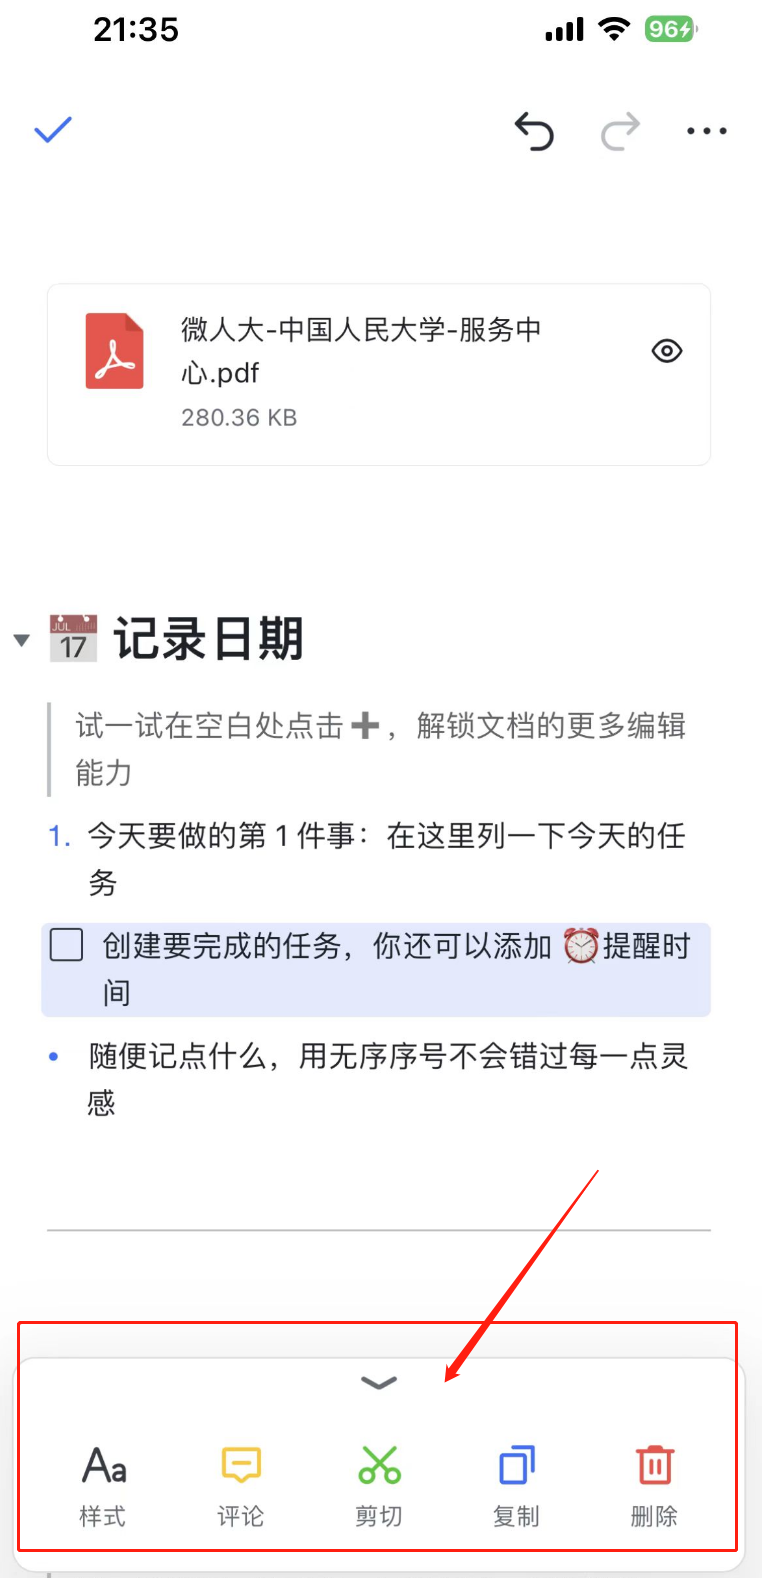 21:35
96
微人大-中国人民大学-服务中
心.pdf
280.36 KB
JUL
17
记录日期
试一试在空白处点击➕，解锁文档的更多编辑
能力
1. 今天要做的第 1 件事：在这里列一下今天的任
务
创建要完成的任务，你还可以添加 ⏰提醒时
间
• 随便记点什么，用无序序号不会错过每一点灵
感
Aa
样式 评论 剪切 复制 删除